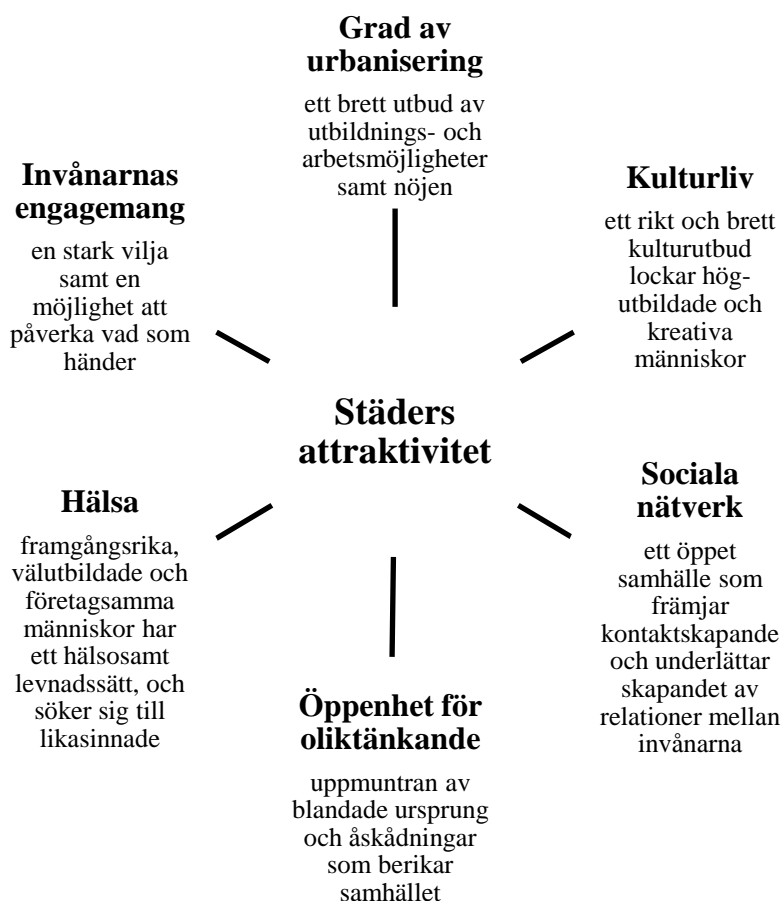 Grad av
urbanisering
ett brett utbud av
utbildnings- och
arbetsmöjligheter
samt nöjen
Invånarnas
engagemang
en stark vilja
samt en
möjlighet att
påverka vad som
händer
Kulturliv
ett rikt och brett
kulturutbud
lockar hög-
utbildade och
kreativa
människor
Städers
attraktivitet
Hälsa
framgångsrika,
välutbildade och
företagsamma
människor har
ett hälsosamt
levnadssätt, och
söker sig till
likasinnade
Sociala
nätverk
ett öppet
samhälle som
främjar
kontaktskapande
och underlättar
skapandet av
relationer mellan
invånarna
Öppenhet för
oliktänkande
uppmuntran av
blandade ursprung
och åskådningar
som berikar
samhället